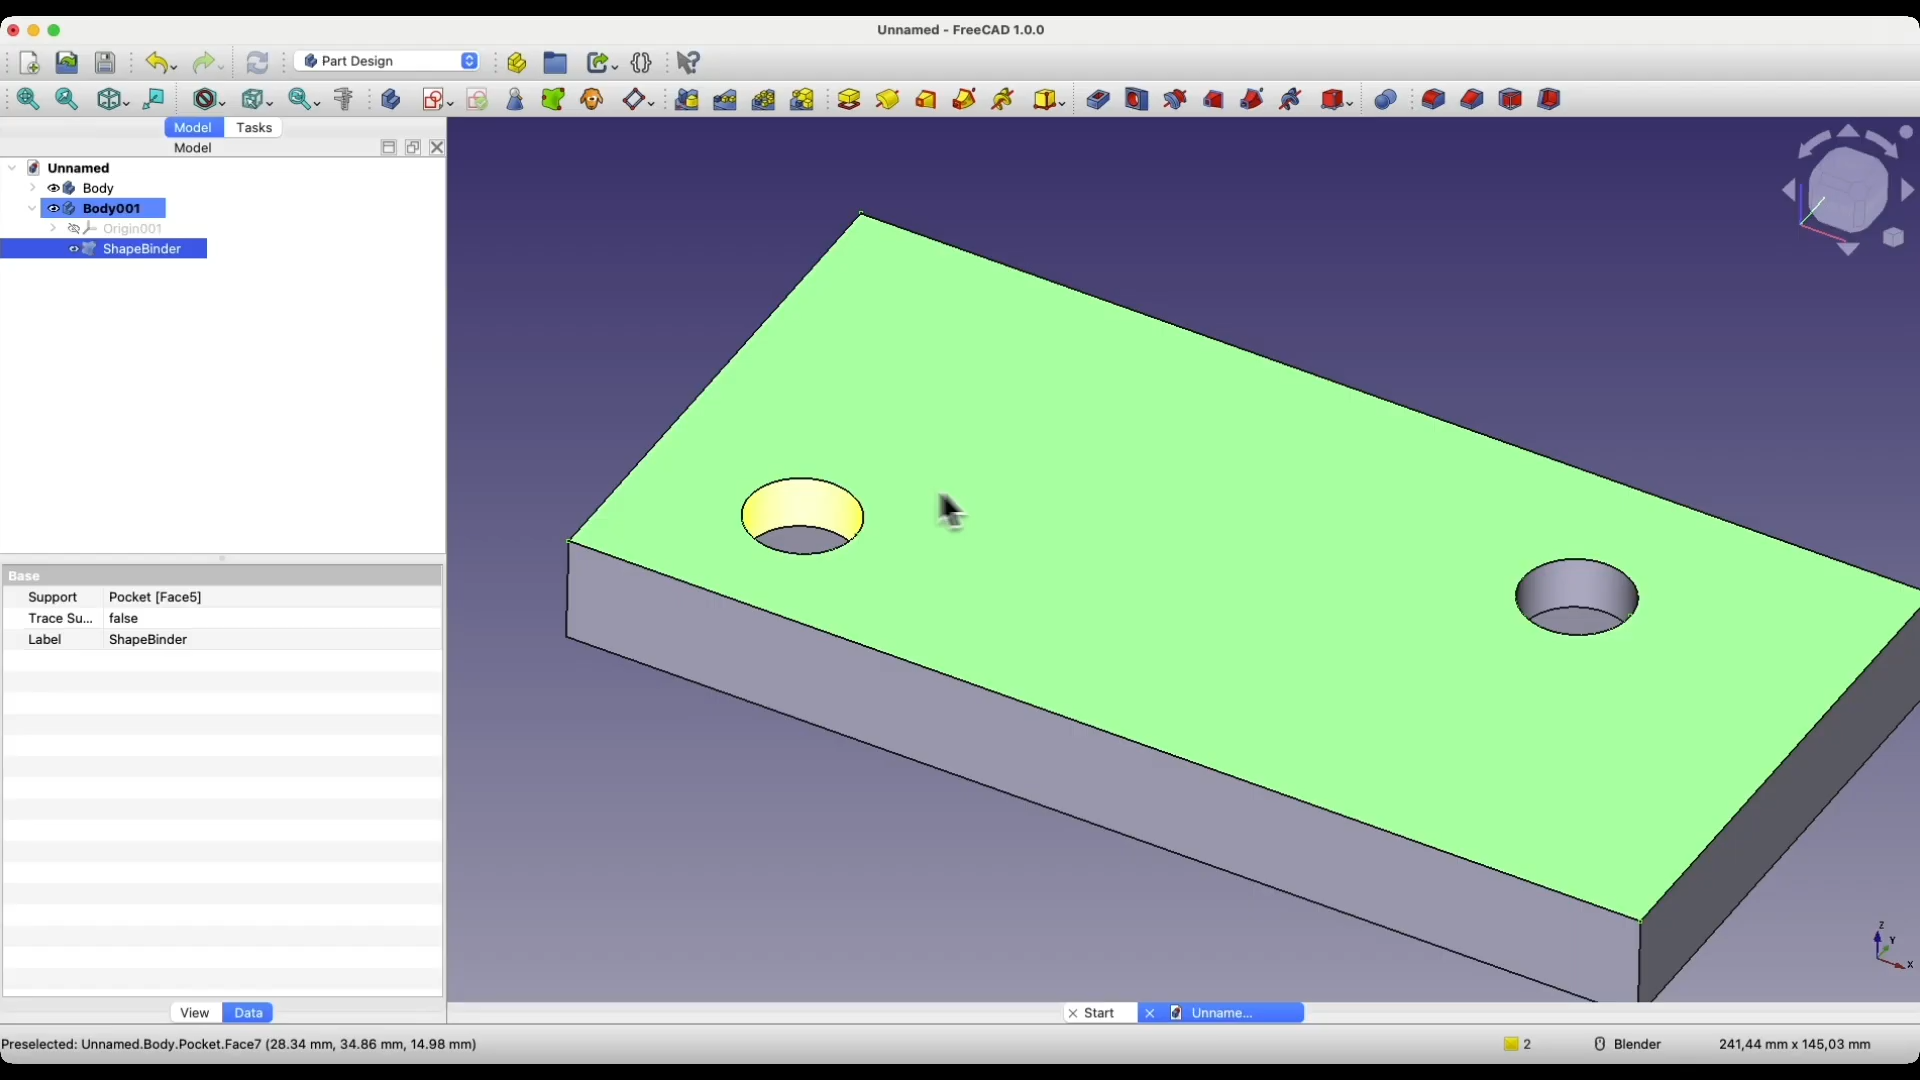 Unnamed - FreeCAD 1.0.0
Part Design
Model
Tasks
Model
Unnamed
Body
Body001
Origin001
ShapeBinder
Base
Support Pocket [Face5]
Trace Su... false
Label ShapeBinder
View
Data
Start
Unname...
Z
Y
X
Preselected: Unnamed.Body.Pocket.Face7 (28.34 mm, 34.86 mm, 14.98 mm)
2
Blender
241,44 mm x 145,03 mm